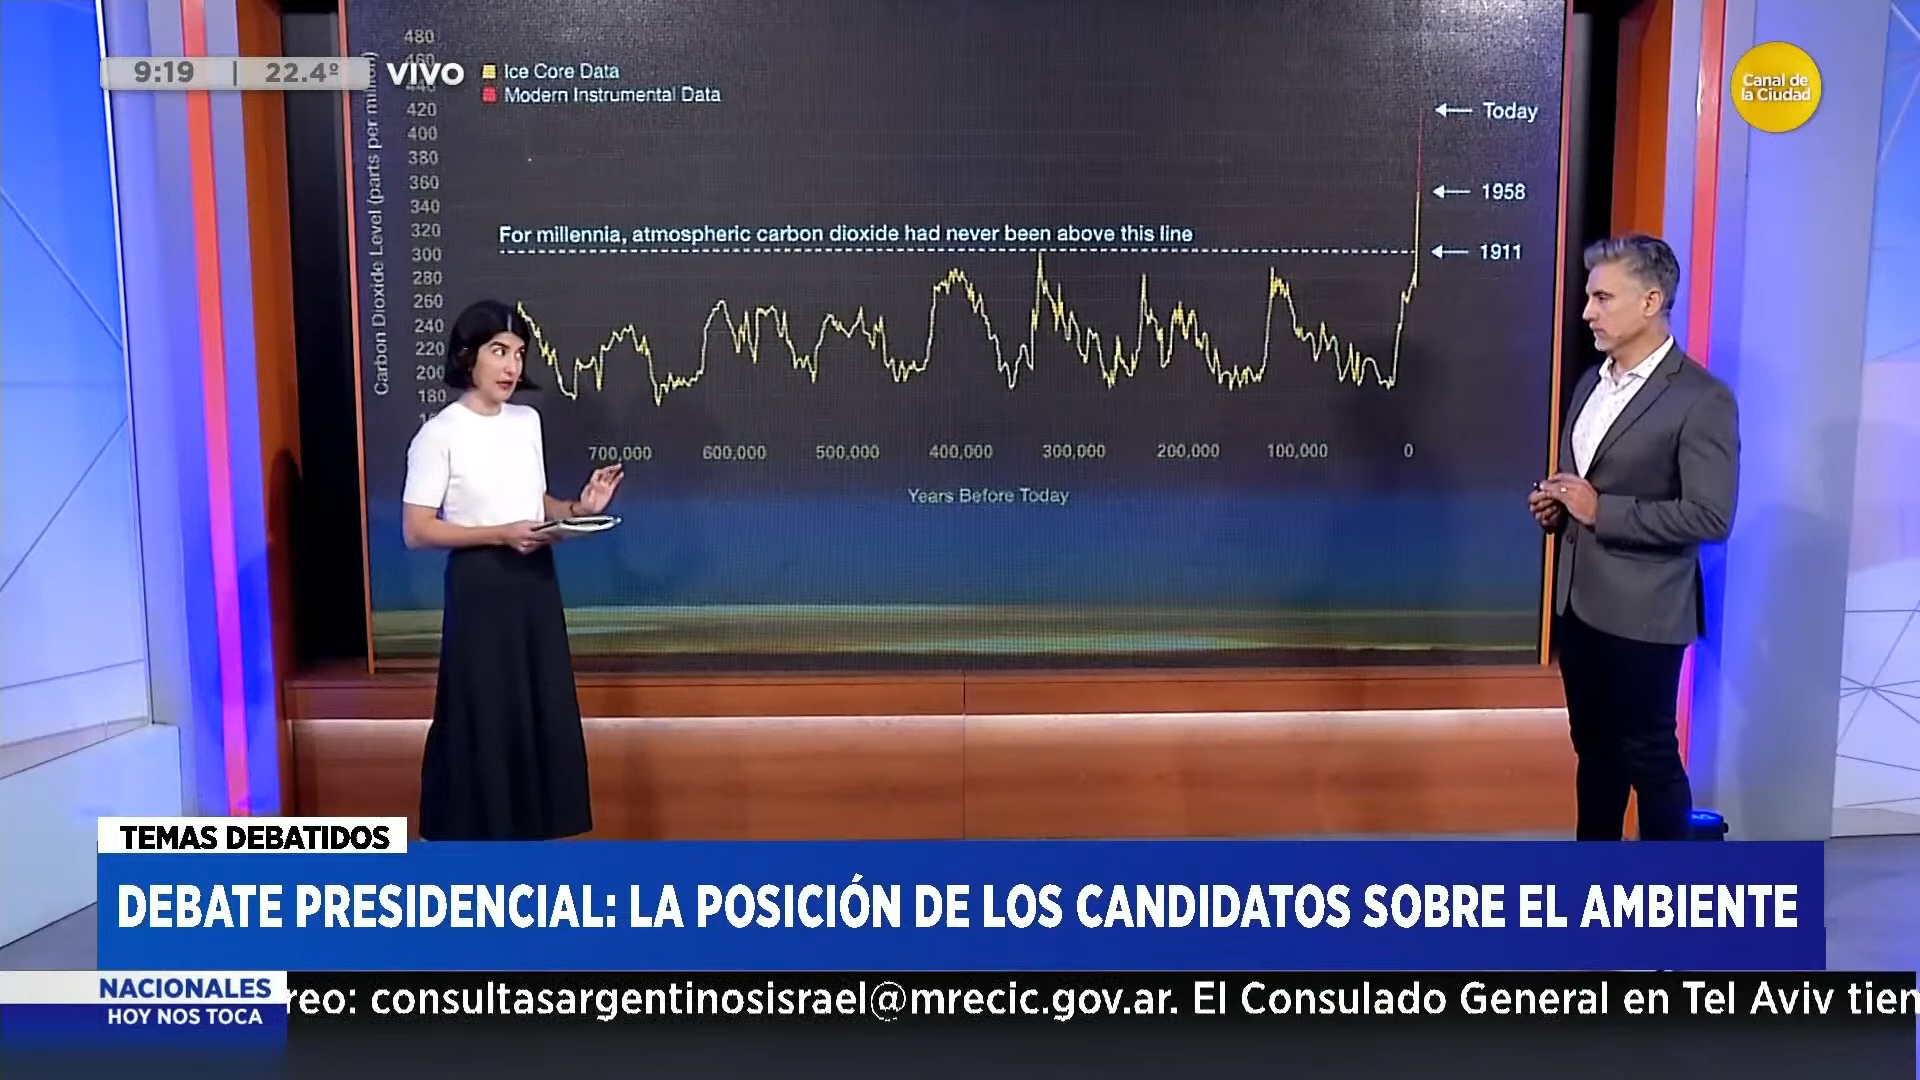 9:19 | 22.4º VIVO
Canal de
la Ciudad
Ice Core Data
Modern Instrumental Data
Carbon Dioxide Level (parts per million)
480
460
440
420
400
380
360
340
320
300
280
260
240
220
200
180
Today
1958
1911
For millennia, atmospheric carbon dioxide had never been above this line
700,000 600,000 500,000 400,000 300,000 200,000 100,000 0
Years Before Today
TEMAS DEBATIDOS
DEBATE PRESIDENCIAL: LA POSICIÓN DE LOS CANDIDATOS SOBRE EL AMBIENTE
NACIONALES
HOY NOS TOCA
reo: consultasargentinosisrael@mrecic.gov.ar. El Consulado General en Tel Aviv tien